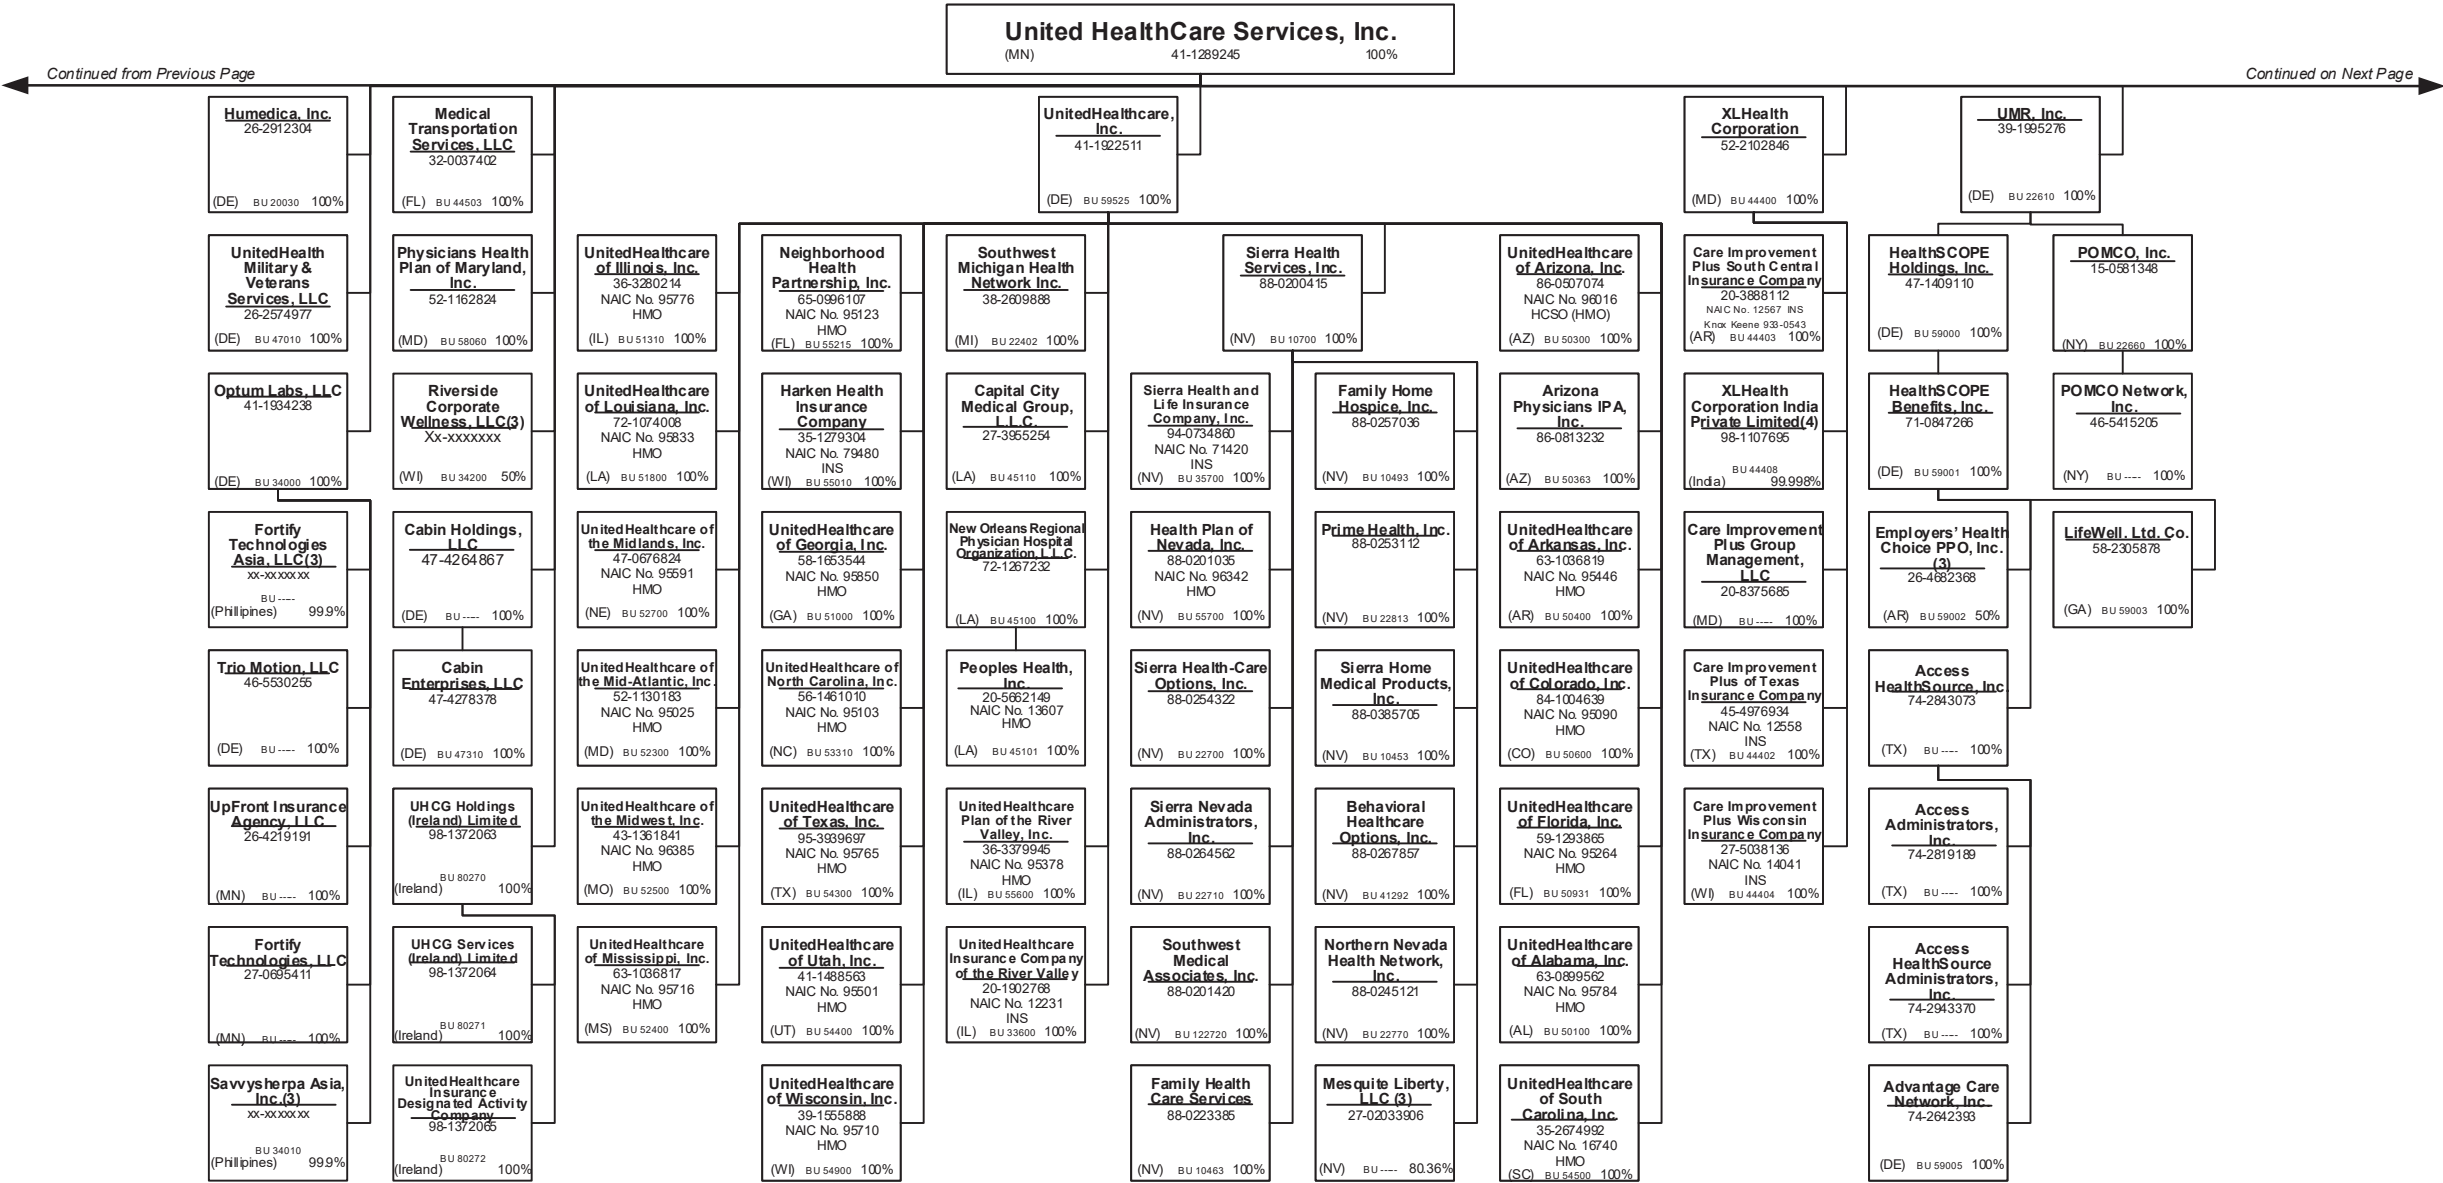 United HealthCare Services, Inc.
(MN) 41-1289245 100%
Continued from Previous Page
Continued on Next Page
Humedica, Inc.
26-2912304
(DE) BU 20030 100%
Medical
Transportation
Services, LLC
32-0037402
(FL) BU 44503 100%
UnitedHealthcare,
Inc.
41-1922511
(DE) BU 59525 100%
XLHealth
Corporation
52-2102846
(MD) BU 44400 100%
UMR, Inc.
39-1995276
(DE) BU 22610 100%
UnitedHealth
Military &
Veterans
Services, LLC
26-2574977
(DE) BU 47010 100%
Physicians Health
Plan of Maryland,
Inc.
52-1162824
(MD) BU 58060 100%
UnitedHealthcare
of Illinois, Inc.
36-3280214
NAIC No. 95776
HMO
(IL) BU 51310 100%
Neighborhood
Health
Partnership, Inc.
65-0996107
NAIC No. 95123
HMO
(FL) BU 55215 100%
Southwest
Michigan Health
Network Inc.
38-2609888
(MI) BU 22402 100%
Sierra Health
Services, Inc.
88-0200415
(NV) BU 10700 100%
UnitedHealthcare
of Arizona, Inc.
86-0507074
NAIC No. 96016
HCSO (HMO)
(AZ) BU 50300 100%
Care Improvement
Plus South Central
Insurance Company
20-3888112
NAIC No. 12567 INS
Knox Keene 933-0543
(AR) BU 44403 100%
HealthSCOPE
Holdings, Inc.
47-1409110
(DE) BU 59000 100%
POMCO, Inc.
15-0581348
(NY) BU 22660 100%
Optum Labs, LLC
41-1934238
(DE) BU 34000 100%
Riverside
Corporate
Wellness, LLC(3)
Xx-xxxxxxx
(WI) BU 34200 50%
UnitedHealthcare
of Louisiana, Inc.
72-1074008
NAIC No. 95833
HMO
(LA) BU 51800 100%
Harken Health
Insurance
Company
35-1279304
NAIC No. 79480
INS
(WI) BU 55010 100%
Capital City
Medical Group,
L.L.C.
27-3955254
(LA) BU 45110 100%
Sierra Health and
Life Insurance
Company, Inc.
94-0734860
NAIC No. 71420
INS
(NV) BU 35700 100%
Family Home
Hospice, Inc.
88-0257036
(NV) BU 10493 100%
Arizona
Physicians IPA,
Inc.
86-0813232
(AZ) BU 50363 100%
XLHealth
Corporation India
Private Limited(4)
98-1107695
BU 44408
(India) 99.998%
HealthSCOPE
Benefits, Inc.
71-0847266
(DE) BU 59001 100%
POMCO Network,
Inc.
46-5415205
(NY) BU ----- 100%
Fortify
Technologies
Asia, LLC(3)
xx-xxxxxxx
BU -----
(Phillipines) 99.9%
Cabin Holdings,
LLC
47-4264867
(DE) BU ----- 100%
UnitedHealthcare of
the Midlands, Inc.
47-0676824
NAIC No. 95591
HMO
(NE) BU 52700 100%
UnitedHealthcare
of Georgia, Inc.
58-1653544
NAIC No. 95850
HMO
(GA) BU 51000 100%
New Orleans Regional
Physician Hospital
Organization, L.L.C.
72-1267232
(LA) BU 45100 100%
Health Plan of
Nevada, Inc.
88-0201035
NAIC No. 96342
HMO
(NV) BU 55700 100%
Prime Health, Inc.
88-0253112
(NV) BU 22813 100%
UnitedHealthcare
of Arkansas, Inc.
63-1036819
NAIC No. 95446
HMO
(AR) BU 50400 100%
Care Improvement
Plus Group
Management,
LLC
20-8375685
(MD) BU ----- 100%
Employers' Health
Choice PPO, Inc.
(3)
26-4682368
(AR) BU 59002 50%
LifeWell. Ltd. Co.
58-2305878
(GA) BU 59003 100%
Trio Motion, LLC
46-5530255
(DE) BU ----- 100%
Cabin
Enterprises, LLC
47-4278378
(DE) BU 47310 100%
UnitedHealthcare of
the Mid-Atlantic, Inc.
52-1130183
NAIC No. 95025
HMO
(MD) BU 52300 100%
UnitedHealthcare of
North Carolina, Inc.
56-1461010
NAIC No. 95103
HMO
(NC) BU 53310 100%
Peoples Health,
Inc.
20-5662149
NAIC No. 13607
HMO
(LA) BU 45101 100%
Sierra Health-Care
Options, Inc.
88-0254322
(NV) BU 22700 100%
Sierra Home
Medical Products,
Inc.
88-0385705
(NV) BU 10453 100%
UnitedHealthcare
of Colorado, Inc.
84-1004639
NAIC No. 95090
HMO
(CO) BU 50600 100%
Care Improvement
Plus of Texas
Insurance Company
45-4976934
NAIC No. 12558
INS
(TX) BU 44402 100%
Access
HealthSource, Inc.
74-2843073
(TX) BU ----- 100%
UpFront Insurance
Agency, LLC
26-4219191
(MN) BU ----- 100%
UHCG Holdings
(Ireland) Limited
98-1372063
BU 80270
(Ireland) 100%
UnitedHealthcare of
the Midwest, Inc.
43-1361841
NAIC No. 96385
HMO
(MO) BU 52500 100%
UnitedHealthcare
of Texas, Inc.
95-3939697
NAIC No. 95765
HMO
(TX) BU 54300 100%
UnitedHealthcare
Plan of the River
Valley, Inc.
36-3379945
NAIC No. 95378
HMO
(IL) BU 55600 100%
Sierra Nevada
Administrators,
Inc.
88-0264562
(NV) BU 22710 100%
Behavioral
Healthcare
Options, Inc.
88-0267857
(NV) BU 41292 100%
UnitedHealthcare
of Florida, Inc.
59-1293865
NAIC No. 95264
HMO
(FL) BU 50931 100%
Care Improvement
Plus Wisconsin
Insurance Company
27-5038136
NAIC No. 14041
INS
(WI) BU 44404 100%
Access
Administrators,
Inc.
74-2819189
(TX) BU ----- 100%
Fortify
Technologies, LLC
27-0695411
(MN) BU ----- 100%
UHCG Services
(Ireland) Limited
98-1372064
BU 80271
(Ireland) 100%
UnitedHealthcare
of Mississippi, Inc.
63-1036817
NAIC No. 95716
HMO
(MS) BU 52400 100%
UnitedHealthcare
of Utah, Inc.
41-1488563
NAIC No. 95501
HMO
(UT) BU 54400 100%
UnitedHealthcare
Insurance Company
of the River Valley
20-1902768
NAIC No. 12231
INS
(IL) BU 33600 100%
Southwest
Medical
Associates, Inc.
88-0201420
(NV) BU 122720 100%
Northern Nevada
Health Network,
Inc.
88-0245121
(NV) BU 22770 100%
UnitedHealthcare
of Alabama, Inc.
63-0899562
NAIC No. 95784
HMO
(AL) BU 50100 100%
Access
HealthSource
Administrators,
Inc.
74-2943370
(TX) BU ----- 100%
Savvysherpa Asia,
Inc.(3)
xx-xxxxxxx
BU 34010
(Phillipines) 99.9%
UnitedHealthcare
Insurance
Designated Activity
Company
98-1372065
BU 80272
(Ireland) 100%
UnitedHealthcare
of Wisconsin, Inc.
39-1555888
NAIC No. 95710
HMO
(WI) BU 54900 100%
Family Health
Care Services
88-0223385
(NV) BU 10463 100%
Mesquite Liberty,
LLC (3)
27-02033906
(NV) BU ----- 80.36%
UnitedHealthcare
of South
Carolina, Inc.
35-2674992
NAIC No. 16740
HMO
(SC) BU 54500 100%
Advantage Care
Network, Inc.
74-2642393
(DE) BU 59005 100%